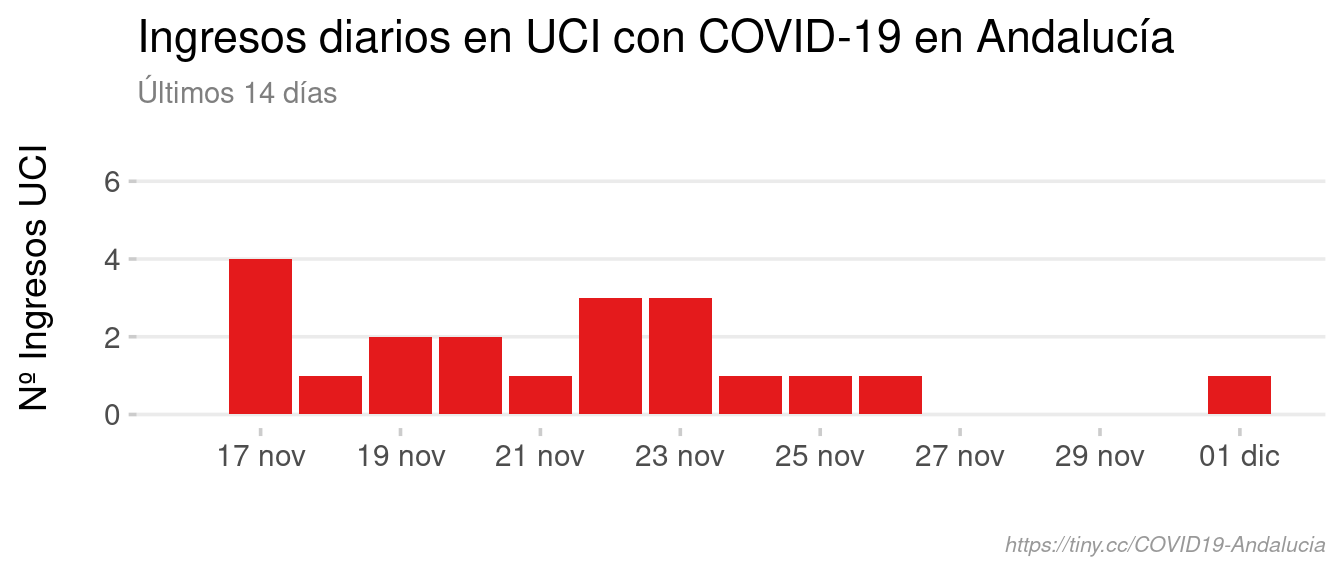 Ingresos diarios en UCI con COVID-19 en Andalucía
Últimos 14 días
Nº Ingresos UCI
6
4
2
0
17 nov 19 nov 21 nov 23 nov 25 nov 27 nov 29 nov 01 dic
https://tiny.cc/COVID19-Andalucia